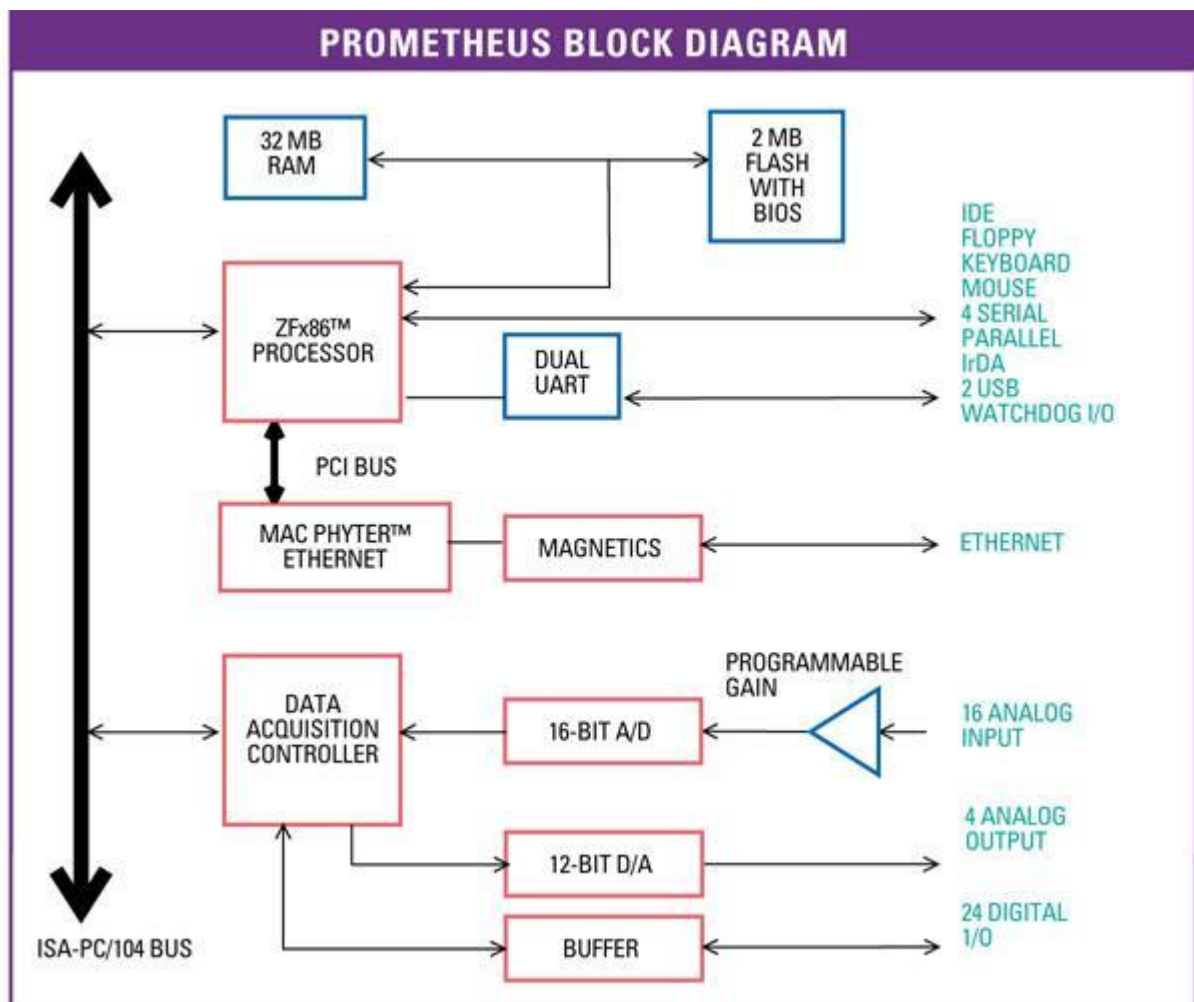 PROMETHEUS BLOCK DIAGRAM
32 MB
RAM
2 MB
FLASH
WITH
BIOS
IDE
FLOPPY
KEYBOARD
MOUSE
4 SERIAL
PARALLEL
IrDA
2 USB
WATCHDOG I/O
ZFx86™
PROCESSOR
DUAL
UART
PCI BUS
MAC PHYTER™
ETHERNET
MAGNETICS
ETHERNET
DATA
ACQUISITION
CONTROLLER
16-BIT A/D
PROGRAMMABLE
GAIN
16 ANALOG
INPUT
12-BIT D/A
4 ANALOG
OUTPUT
BUFFER
24 DIGITAL
1/O
ISA-PC/104 BUS